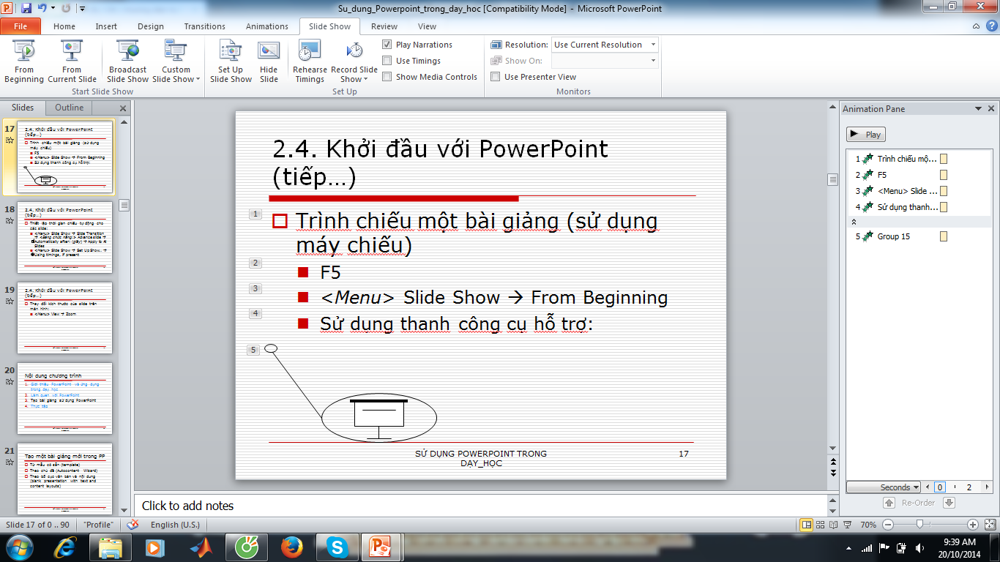 Su_dung_Powerpoint_trong_day_hoc [Compatibility Mode] - Microsoft PowerPoint
File Home Insert Design Transitions Animations Slide Show Review View
From Beginning
From Current Slide
Broadcast Slide Show
Custom Slide Show
Start Slide Show
Set Up Slide Show
Hide Slide
Rehearse Timings
Record Slide Show
Play Narrations
Use Timings
Show Media Controls
Set Up
Resolution: Use Current Resolution
Show On:
Use Presenter View
Monitors
Slides Outline
17
2.4. Khởi đầu với PowerPoint
(tiếp…)
Trình chiếu một bài giảng (sử dụng
máy chiếu)
F5
<Menu> Slide Show → From Beginning
Sử dụng thanh công cụ hỗ trợ:
18
2.4. Khởi đầu với PowerPoint
(tiếp…)
Thiết lập thời gian chiếu tự động cho
các slide:
<Menu> Slide Show → Slide Transition
Slides
<Menu> Slide Show → Set Up Show.. →
Using timings, if present
19
2.4. Khởi đầu với PowerPoint
(tiếp…)
Thay đổi kích thước của slide trên
màn hình:
<Menu> View → Zoom
20
Nội dung chương trình
1. Giới thiệu PowerPoint và ứng dụng
trong dạy học
2. Làm quen với PowerPoint
3. Tạo bài giảng sử dụng PowerPoint
4. Thực tập
21
Tạo một bài giảng mới trong PP
Từ mẫu có sẵn (template)
Theo chủ đề (Autocontent Wizard)
Theo bố cục văn bản và nội dung
(blank presentation with text and
content layouts)
2.4. Khởi đầu với PowerPoint
(tiếp…)
1
Trình chiếu một bài giảng (sử dụng
máy chiếu)
2
F5
3
<Menu> Slide Show → From Beginning
4
Sử dụng thanh công cụ hỗ trợ:
5
SỬ DỤNG POWERPOINT TRONG
DẠY_HỌC
17
Animation Pane
Play
1 Trình chiếu mộ...
2 F5
3 <Menu> Slide ...
4 Sử dụng thanh...
5 Group 15
Seconds 0 2
Re-Order
Click to add notes
Slide 17 of 0 .. 90 "Profile" English (U.S.) 70%
9:39 AM
20/10/2014